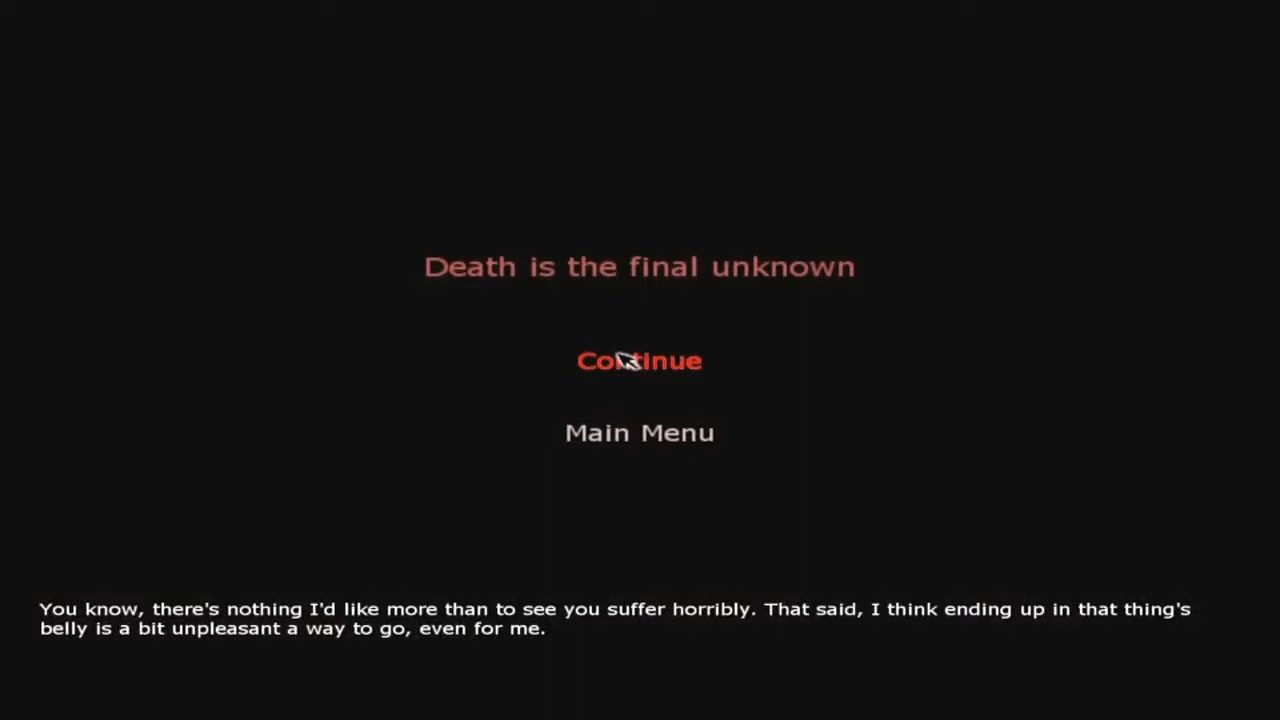 Death is the final unknown
Continue
Main Menu
You know, there's nothing I'd like more than to see you suffer horribly. That said, I think ending up in that thing's
belly is a bit unpleasant a way to go, even for me.